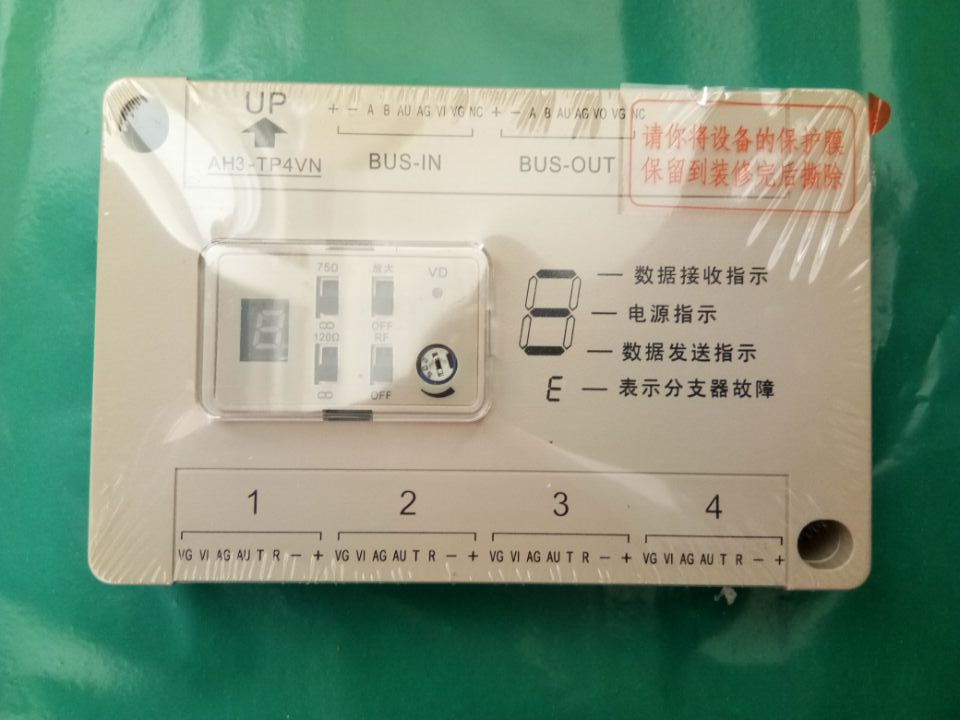 UP
+ − A B AU AG VI VG NC
+ − A B AU AG VO VG NC
AH3-TP4VN
BUS-IN
BUS-OUT
请你将设备的保护膜
保留到装修完后撕除
75Ω
放大
VD
∞
OFF
120Ω
RF
∞
OFF
数据接收指示
电源指示
数据发送指示
E — 表示分支器故障
1
2
3
4
VG VI AG AU T R − +
VG VI AG AU T R − +
VG VI AG AU T R − +
VG VI AG AU T R − +